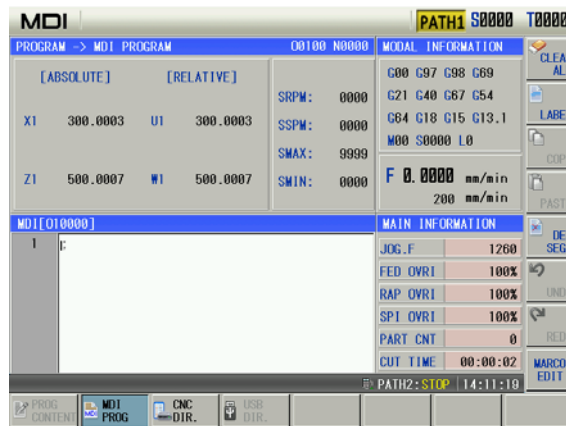 MDI PATH1 S0000 T0000
PROGRAM -> MDI PROGRAM O0100 N0000 MODAL INFORMATION
CLEA
AL
[ABSOLUTE] [RELATIVE]
G00 G97 G98 G69
SRPM: 0000 G21 G40 G67 G54
X1 300.0003 U1 300.0003 SSPM: 0000 G64 G18 G15 G13.1
LABE
SMAX: 9999 M00 S0000 L0
COP
Z1 500.0007 W1 500.0007 SMIN: 0000 F 0.0000 mm/min
200 mm/min
PAST
MDI[O10000] MAIN INFORMATION
DE
SEG
1 ;
JOG.F 1260
FED OVRI 100%
RAP OVRI 100%
UND
SPI OVRI 100%
PART CNT 0
RED
CUT TIME 00:00:02
MARCO
EDIT
PATH2:STOP 14:11:19
PROG
CONTENT
MDI
PROG
CNC
DIR.
USB
DIR.